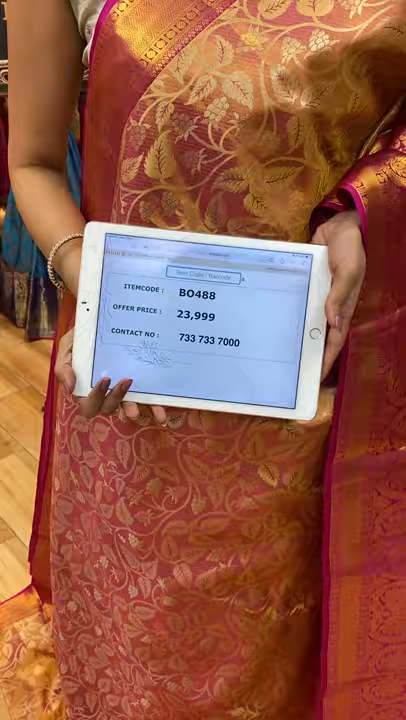 Item Code / Barcode
ITEMCODE : BO488
OFFER PRICE : 23,999
CONTACT NO : 733 733 7000